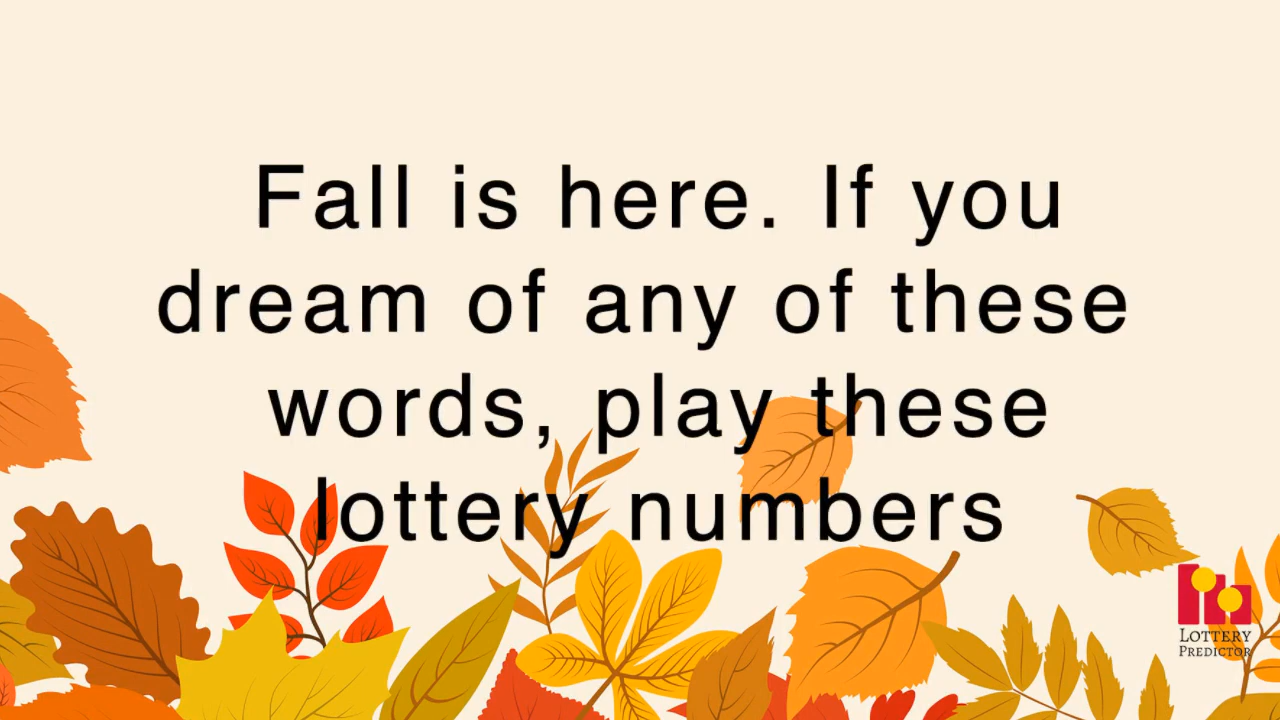 Fall is here. If you
dream of any of these
words, play these
lottery numbers
LOTTERY
PREDICTOR